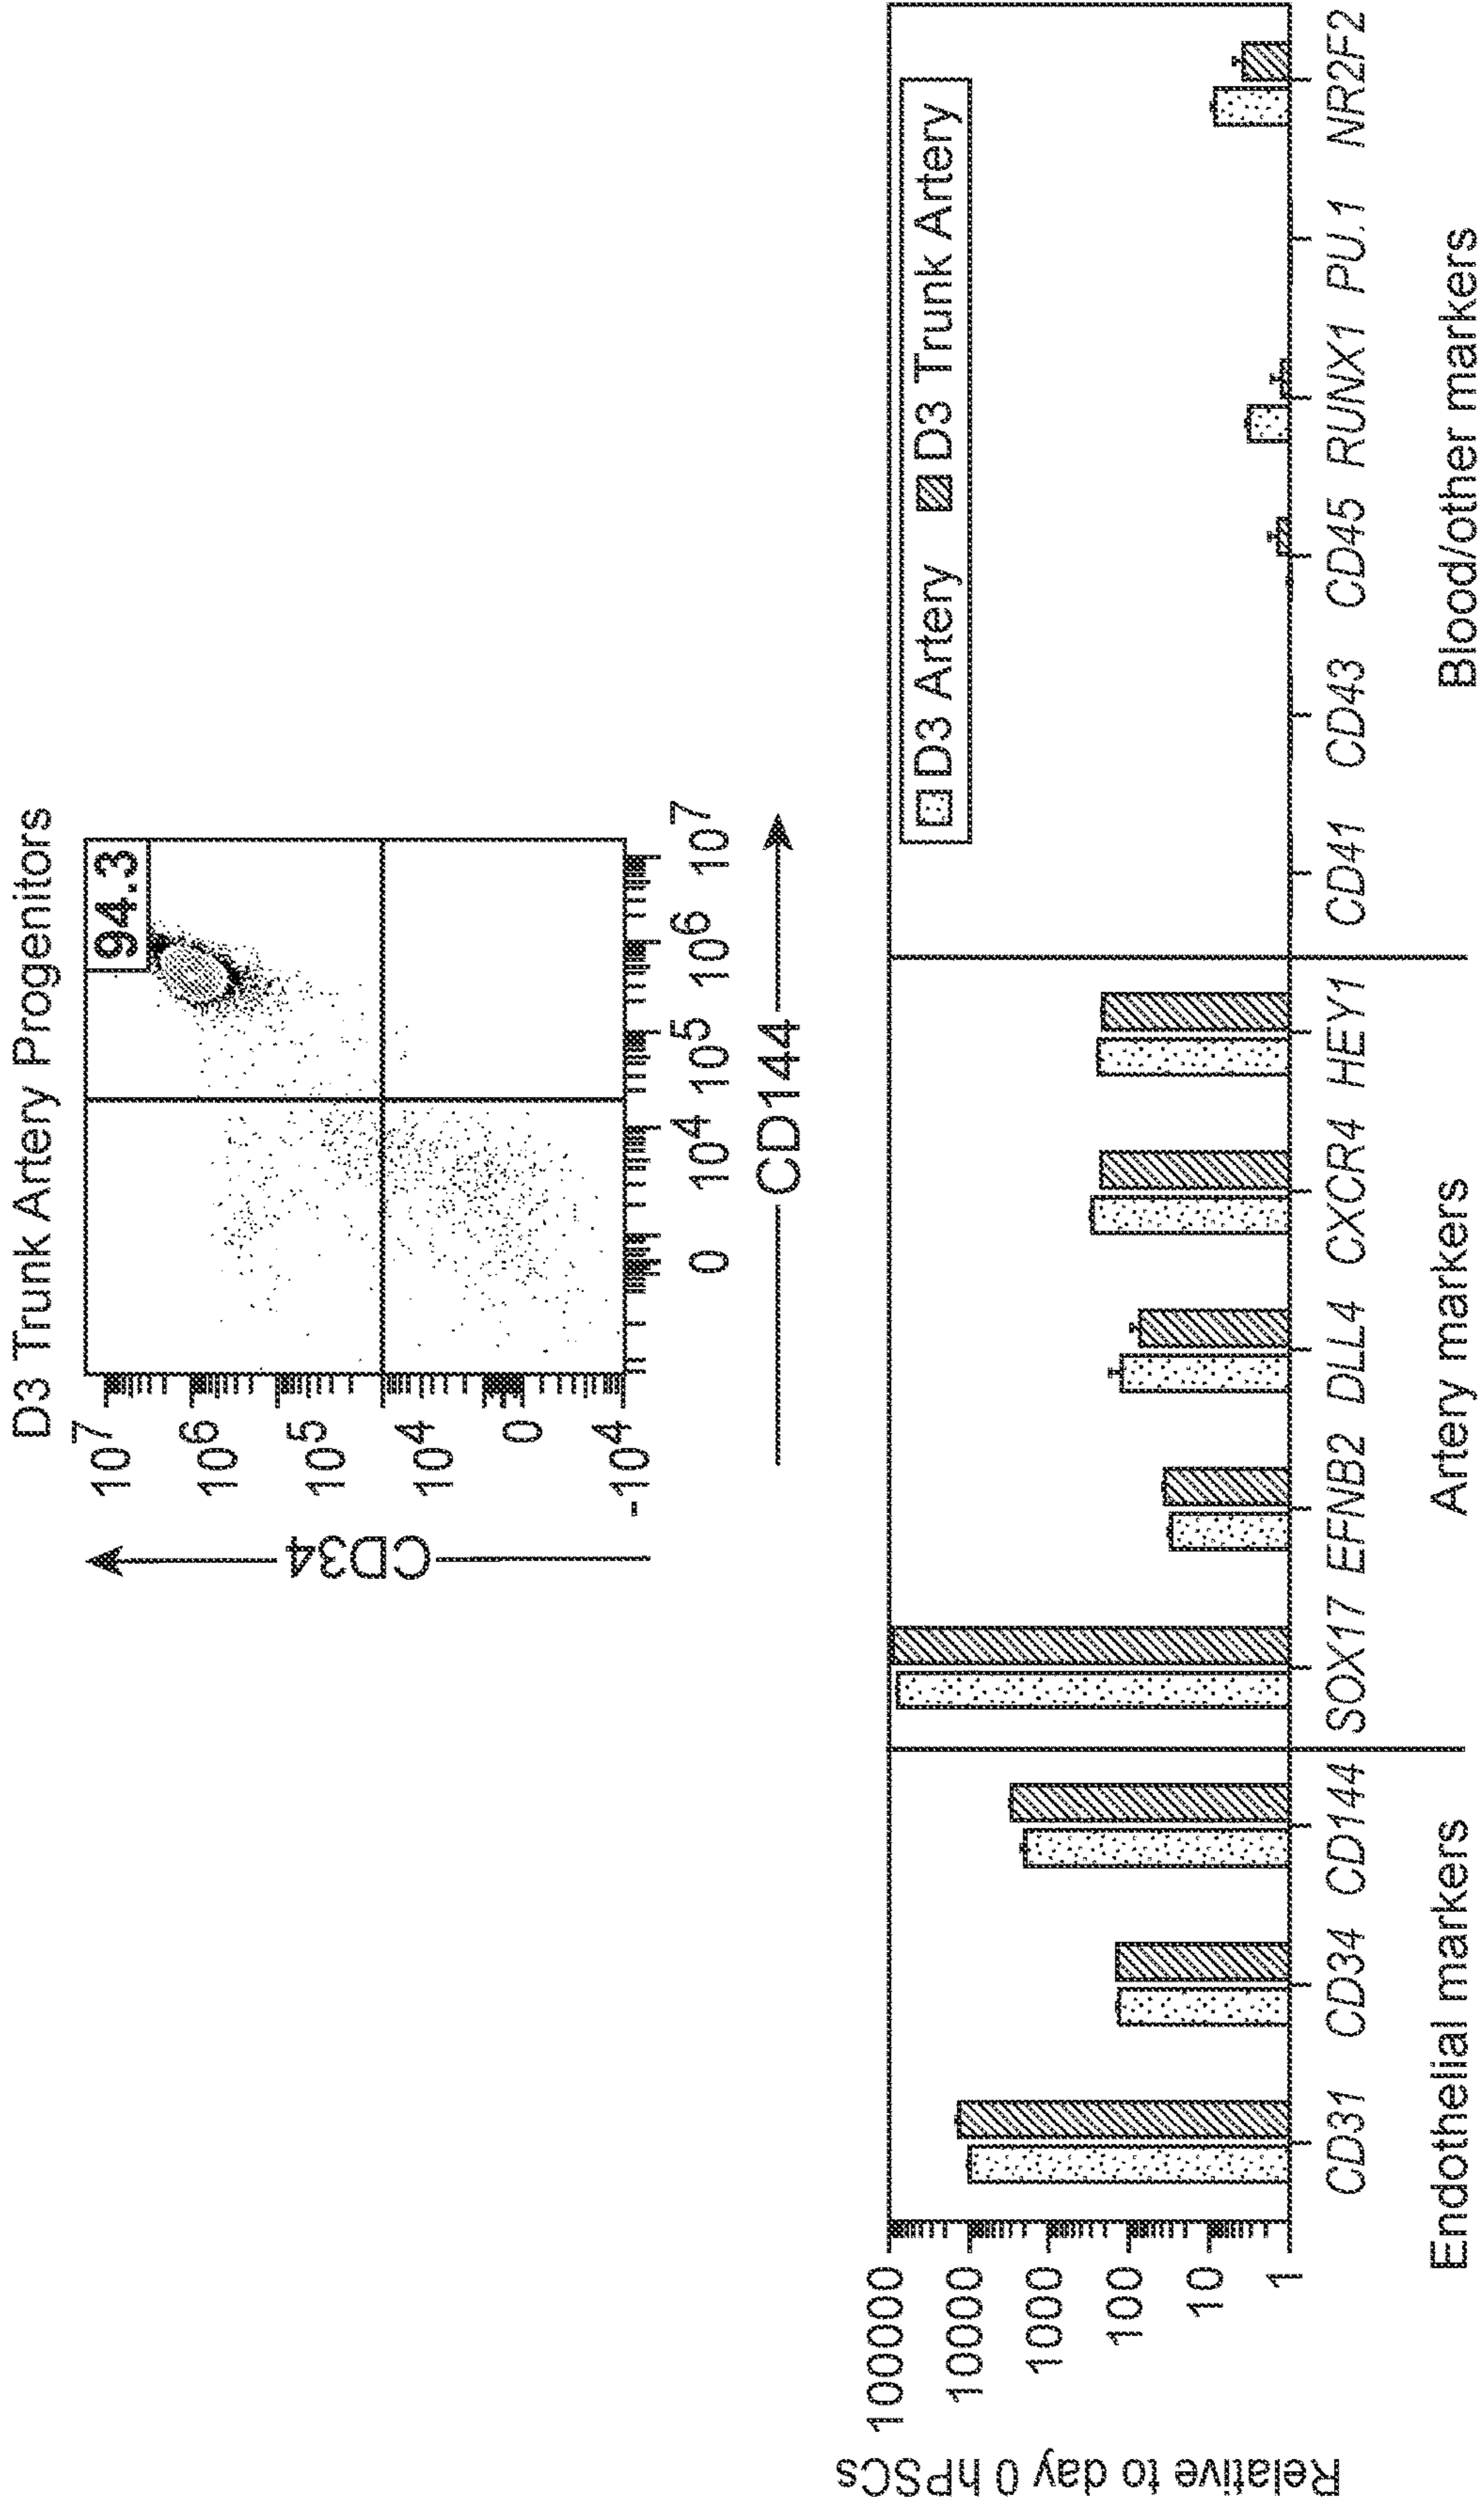 D3 Trunk Artery Progenitors
94.3
10^7
10^6
10^5
10^4
0
-10^4
CD34
0 10^4 10^5 10^6 10^7
CD144
Relative to day 0 hPSCs
100000
10000
1000
100
10
1
D3 Artery D3 Trunk Artery
CD31 CD34 CD144 SOX17 EFNB2 DLL4 CXCR4 HEY1 CD41 CD43 CD45 RUNX1 PU.1 NR2F2
Endothelial markers Artery markers Blood/other markers